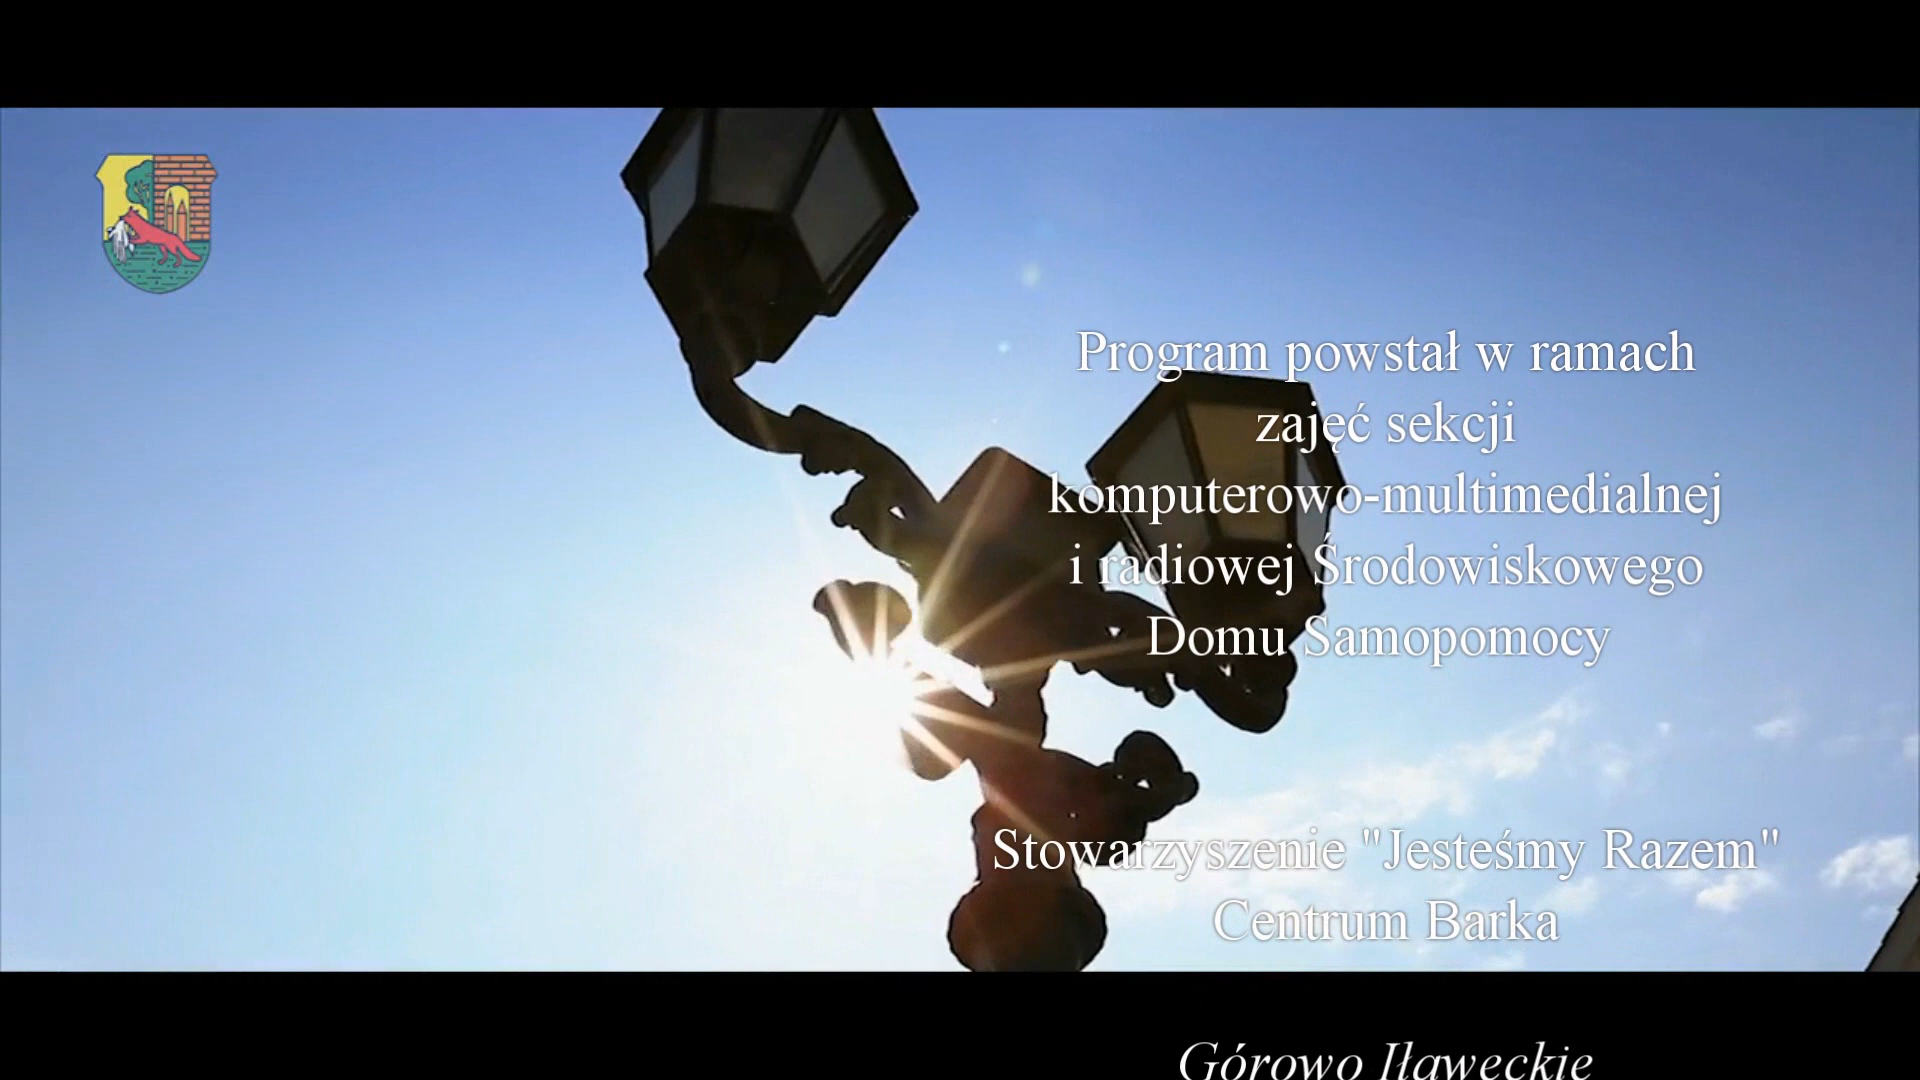 Program powstał w ramach
zajęć sekcji
komputerowo-multimedialnej
i radiowej Środowiskowego
Domu Samopomocy
Stowarzyszenie "Jesteśmy Razem"
Centrum Barka
Górowo Iławeckie